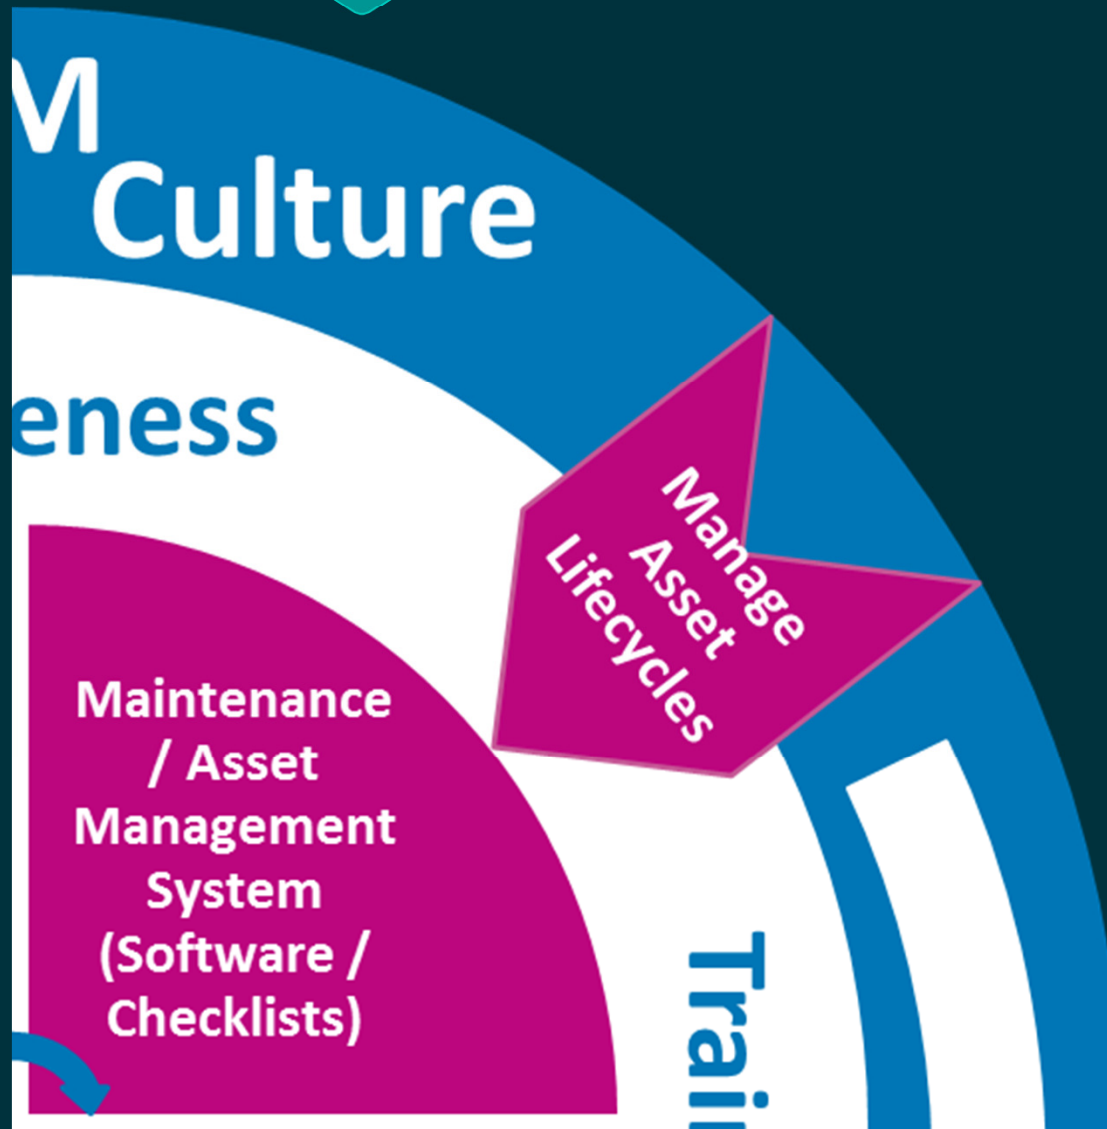 M
Culture
eness
Manage
Asset
Lifecycles
Maintenance
/ Asset
Management
System
(Software /
Checklists)
Trai